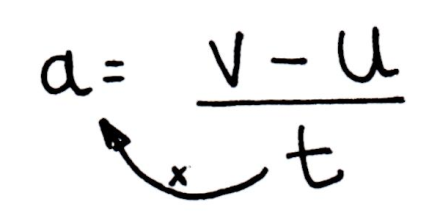 a = v - u
t
x